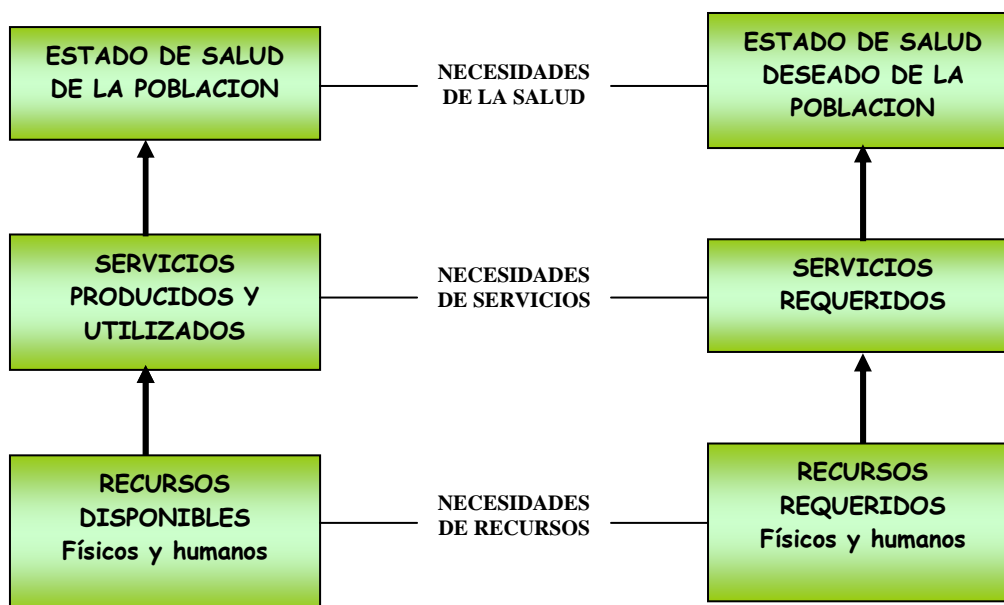 ESTADO DE SALUD
DE LA POBLACION
NECESIDADES
DE LA SALUD
ESTADO DE SALUD
DESEADO DE LA
POBLACION
SERVICIOS
PRODUCIDOS Y
UTILIZADOS
NECESIDADES
DE SERVICIOS
SERVICIOS
REQUERIDOS
RECURSOS
DISPONIBLES
Físicos y humanos
NECESIDADES
DE RECURSOS
RECURSOS
REQUERIDOS
Físicos y humanos